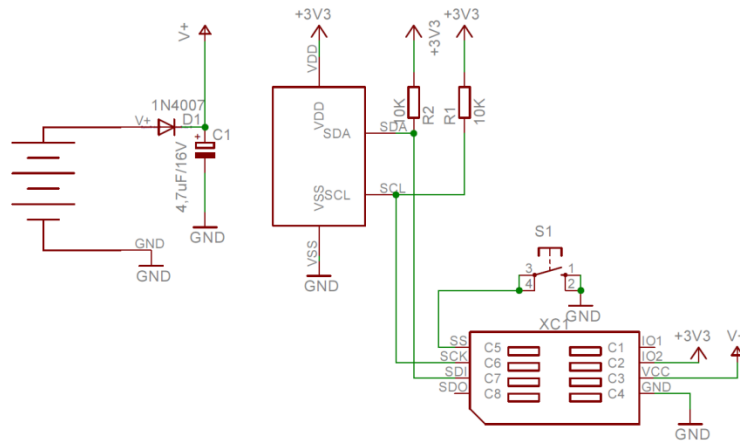 +3V3
+3V3
+3V3
V+
VDD
1N4007
V+
D1
C1
4,7uF/16V
GND
GND
GND
VDD
SDA
SDA
10K
R2
R1
10K
VSS
SCL
SCL
VSS
GND
S1
3
1
4
2
GND
XC1
SS
C5
C1
IO1
SCK
C6
C2
IO2
SDI
C7
C3
VCC
SDO
C8
C4
GND
+3V3
V+
GND